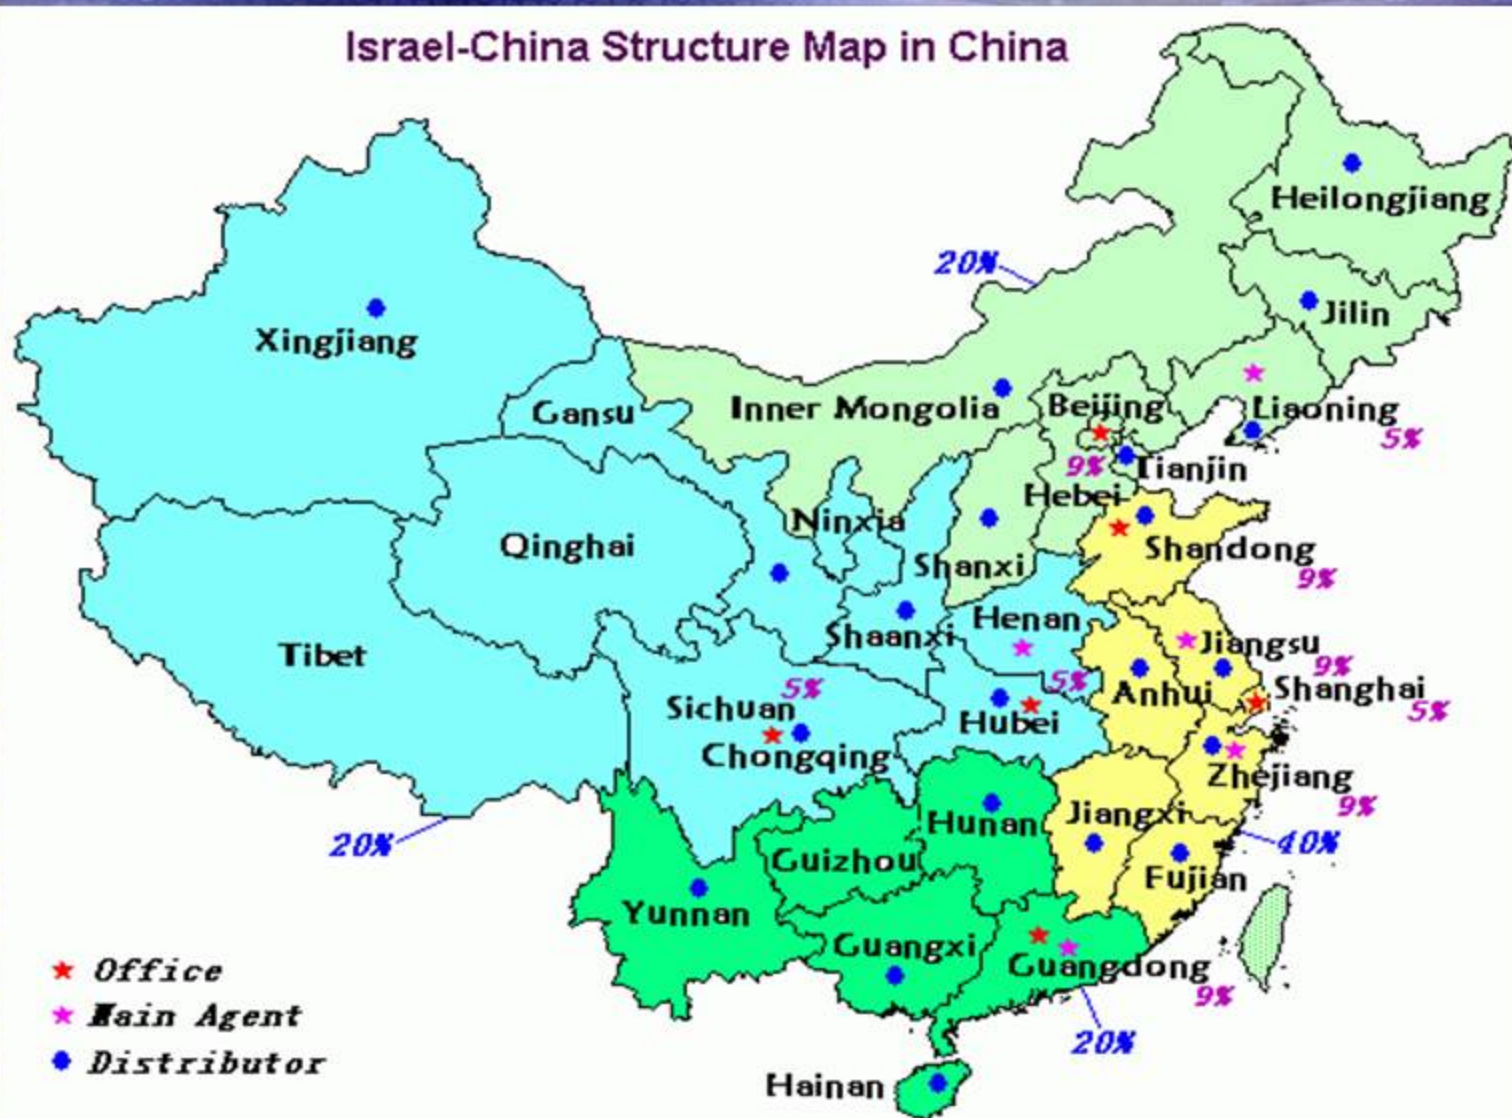 Israel-China Structure Map in China
Heilongjiang
20%
Jilin
Xingjiang
Gansu
Inner Mongolia
Beijing
Liaoning
5%
9%
Tianjin
Hebei
Ninxia
Qinghai
Shanxi
Shandong
9%
Henan
Shaanxi
Jiangsu
9%
Tibet
5%
5%
Anhui
Shanghai
5%
Sichuan
Hubei
Chongqing
Zhejiang
9%
Jiangxi
Hunan
20%
40%
Guizhou
Fujian
Yunnan
Guangxi
Guangdong
9%
Office
Main Agent
20%
Distributor
Hainan